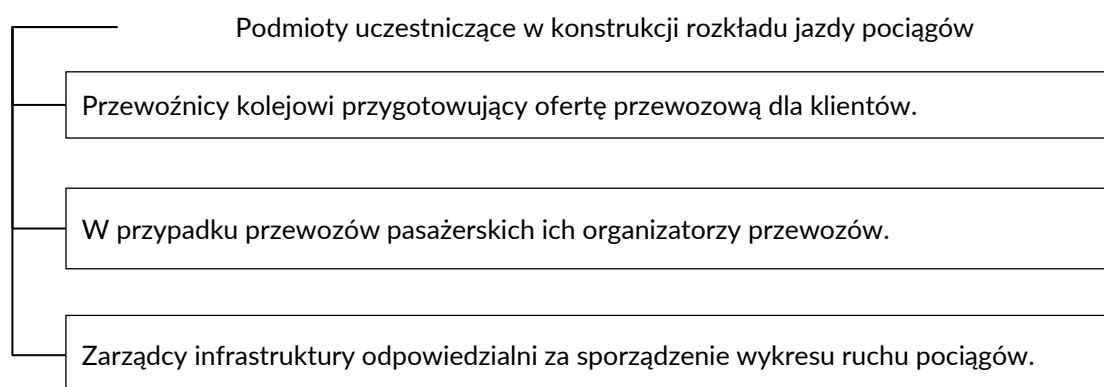 Podmioty uczestniczące w konstrukcji rozkładu jazdy pociągów
Przewoźnicy kolejowi przygotowujący ofertę przewozową dla klientów.
W przypadku przewozów pasażerskich ich organizatorzy przewozów.
Zarządcy infrastruktury odpowiedzialni za sporządzenie wykresu ruchu pociągów.